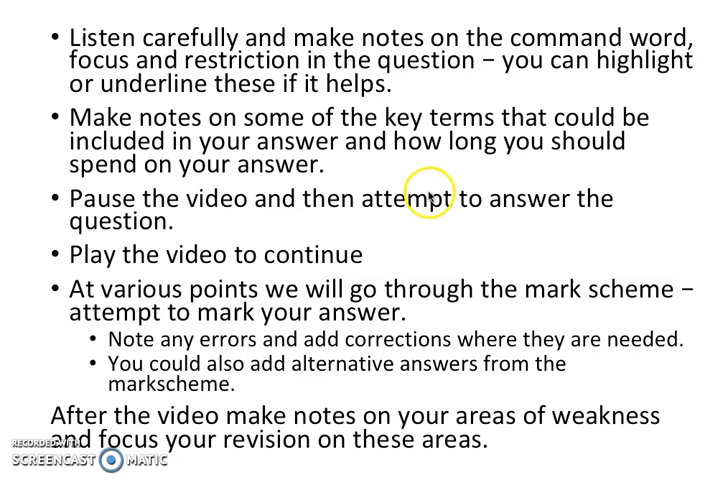 • Listen carefully and make notes on the command word,
focus and restriction in the question – you can highlight
or underline these if it helps.
• Make notes on some of the key terms that could be
included in your answer and how long you should
spend on your answer.
• Pause the video and then attempt to answer the
question.
• Play the video to continue
• At various points we will go through the mark scheme –
attempt to mark your answer.
• Note any errors and add corrections where they are needed.
• You could also add alternative answers from the
markscheme.
After the video make notes on your areas of weakness
and focus your revision on these areas.
RECORDED WITH
SCREENCAST MATIC